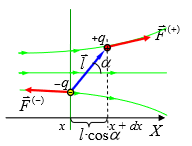 +q
F⃗(+)
l⃗
α
−q
F⃗(−)
x
x + dx
X
l·cosα